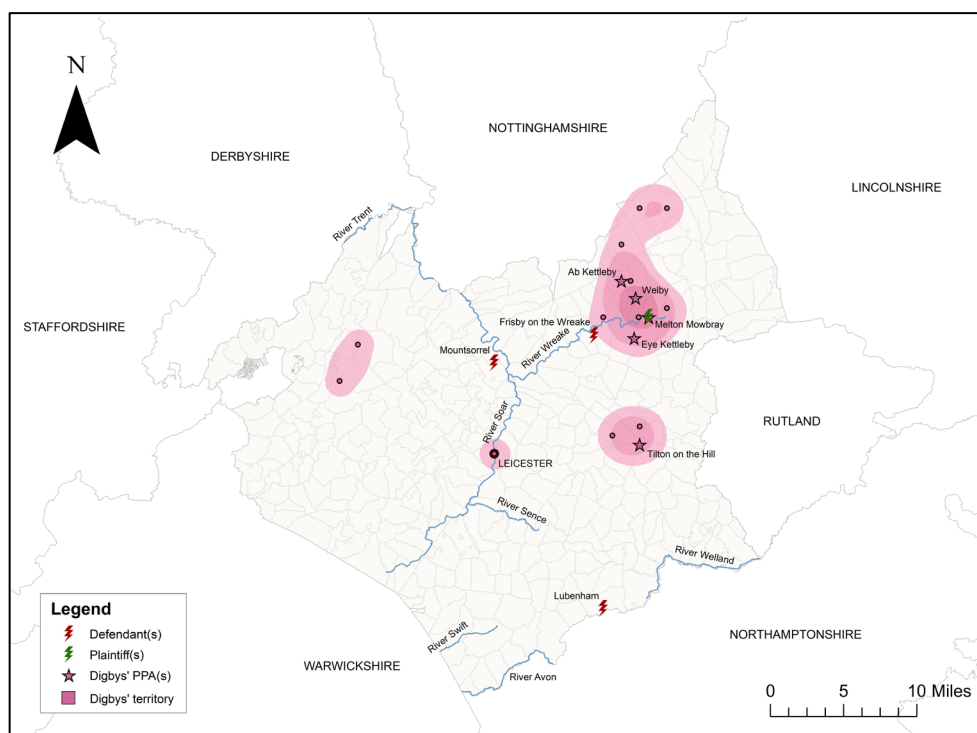 N
NOTTINGHAMSHIRE
DERBYSHIRE
LINCOLNSHIRE
River Trent
Ab Kettleby
Welby
STAFFORDSHIRE
Frisby on the Wreake
Melton Mowbray
Mountsorrel
River Wreake
Eye Kettleby
River Soar
RUTLAND
Tilton on the Hill
LEICESTER
River Sence
River Welland
Lubenham
Legend
Defendant(s)
Plaintiff(s)
Digbys' PPA(s)
Digbys' territory
River Swift
NORTHAMPTONSHIRE
WARWICKSHIRE
River Avon
0 5 10 Miles